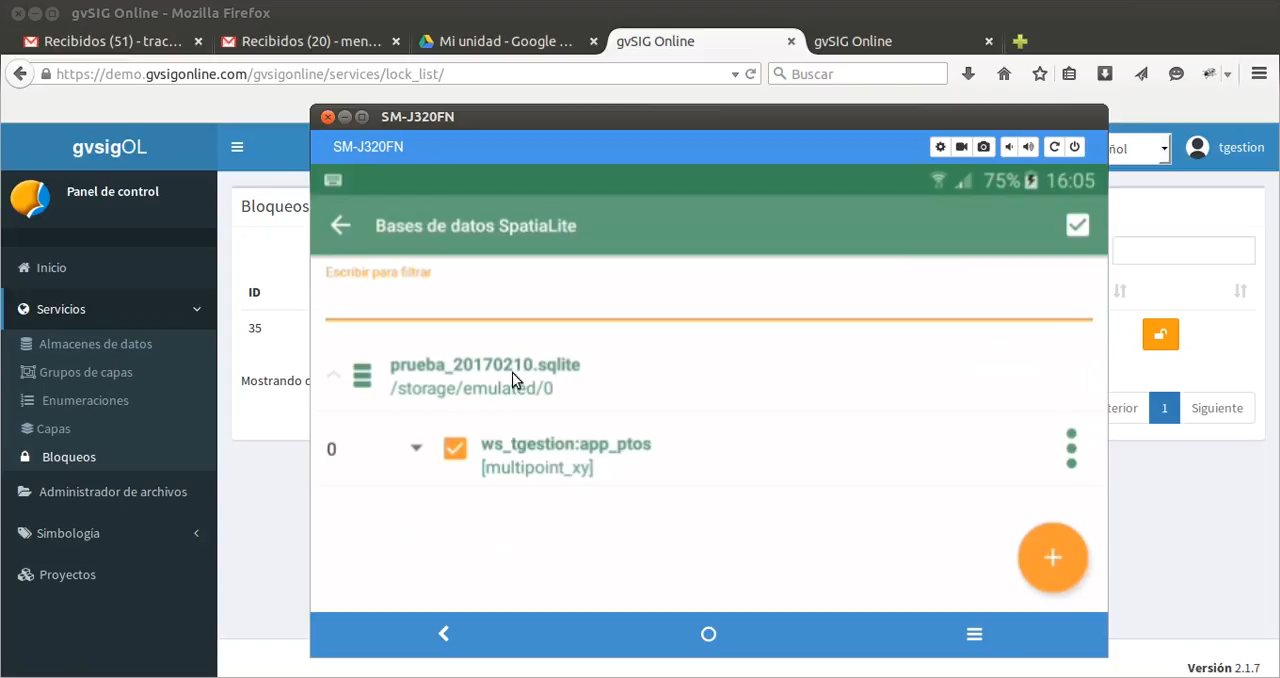 gvSIG Online - Mozilla Firefox
Recibidos (51) - trac...
Recibidos (20) - men...
Mi unidad - Google ...
gvSIG Online
gvSIG Online
https://demo.gvsigonline.com/gvsigonline/services/lock_list/
Buscar
SM-J320FN
gvsigOL
SM-J320FN
ñol
tgestion
Panel de control
75%
16:05
Bloqueos
Bases de datos SpatiaLite
Inicio
Escribir para filtrar
ID
Servicios
35
Almacenes de datos
Grupos de capas
prueba_20170210.sqlite
/storage/emulated/0
Mostrando
Enumeraciones
terior
1
Siguiente
Capas
0
ws_tgestion:app_ptos
[multipoint_xy]
Bloqueos
Administrador de archivos
Simbología
Proyectos
Versión 2.1.7